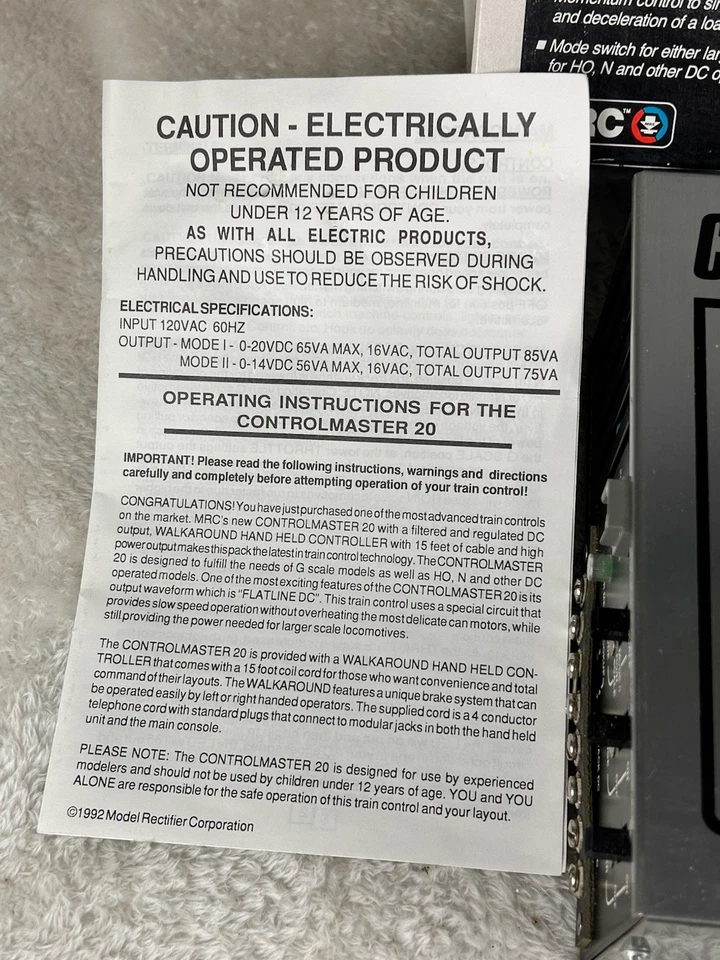 Momentum control to
and deceleration of a
■ Mode switch for either
for HO, N and other DC
RC™
CAUTION - ELECTRICALLY
OPERATED PRODUCT
NOT RECOMMENDED FOR CHILDREN
UNDER 12 YEARS OF AGE.
AS WITH ALL ELECTRIC PRODUCTS,
PRECAUTIONS SHOULD BE OBSERVED DURING
HANDLING AND USE TO REDUCE THE RISK OF SHOCK.
ELECTRICAL SPECIFICATIONS:
INPUT 120VAC 60HZ
OUTPUT - MODE I - 0-20VDC 65VA MAX, 16VAC, TOTAL OUTPUT 85VA
MODE II - 0-14VDC 56VA MAX, 16VAC, TOTAL OUTPUT 75VA
OPERATING INSTRUCTIONS FOR THE
CONTROLMASTER 20
IMPORTANT! Please read the following instructions, warnings and directions
carefully and completely before attempting operation of your train control!
CONGRATULATIONS! You have just purchased one of the most advanced train controls
on the market. MRC's new CONTROLMASTER 20 with a filtered and regulated DC
output, WALKAROUND HAND HELD CONTROLLER with 15 feet of cable and high
power output makes this pack the latest in train control technology. The CONTROLMASTER
20 is designed to fulfill the needs of G scale models as well as HO, N and other DC
operated models. One of the most exciting features of the CONTROLMASTER 20 is its
output waveform which is "FLATLINE DC". This train control uses a special circuit that
provides slow speed operation without overheating the most delicate can motors, while
still providing the power needed for larger scale locomotives.
The CONTROLMASTER 20 is provided with a WALKAROUND HAND HELD CON-
TROLLER that comes with a 15 foot coil cord for those who want convenience and total
command of their layouts. The WALKAROUND features a unique brake system that can
be operated easily by left or right handed operators. The supplied cord is a 4 conductor
telephone cord with standard plugs that connect to modular jacks in both the hand held
unit and the main console.
PLEASE NOTE: The CONTROLMASTER 20 is designed for use by experienced
modelers and should not be used by children under 12 years of age. YOU and YOU
ALONE are responsible for the safe operation of this train control and your layout.
©1992 Model Rectifier Corporation